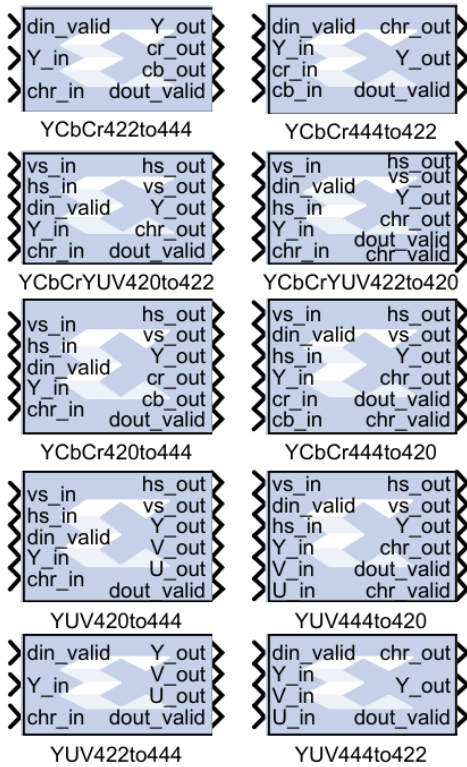 din_valid Y_out
Y_in cr_out
cb_out
chr_in dout_valid
YCbCr422to444
din_valid chr_out
Y_in Y_out
cr_in
cb_in dout_valid
YCbCr444to422
vs_in hs_out
hs_in vs_out
din_valid Y_out
Y_in chr_out
chr_in dout_valid
YCbCrYUV420to422
vs_in hs_out
vs_out
din_valid Y_out
hs_in
Y_in chr_out
dout_valid
chr_in chr_valid
YCbCrYUV422to420
vs_in hs_out
hs_in vs_out
din_valid Y_out
Y_in cr_out
chr_in cb_out
dout_valid
YCbCr420to444
vs_in hs_out
din_valid vs_out
hs_in Y_out
Y_in chr_out
cr_in dout_valid
cb_in chr_valid
YCbCr444to420
vs_in hs_out
hs_in vs_out
din_valid Y_out
Y_in V_out
chr_in U_out
dout_valid
YUV420to444
vs_in hs_out
din_valid vs_out
hs_in Y_out
Y_in chr_out
V_in dout_valid
U_in chr_valid
YUV444to420
din_valid Y_out
Y_in V_out
U_out
chr_in dout_valid
YUV422to444
din_valid chr_out
Y_in Y_out
V_in
U_in dout_valid
YUV444to422